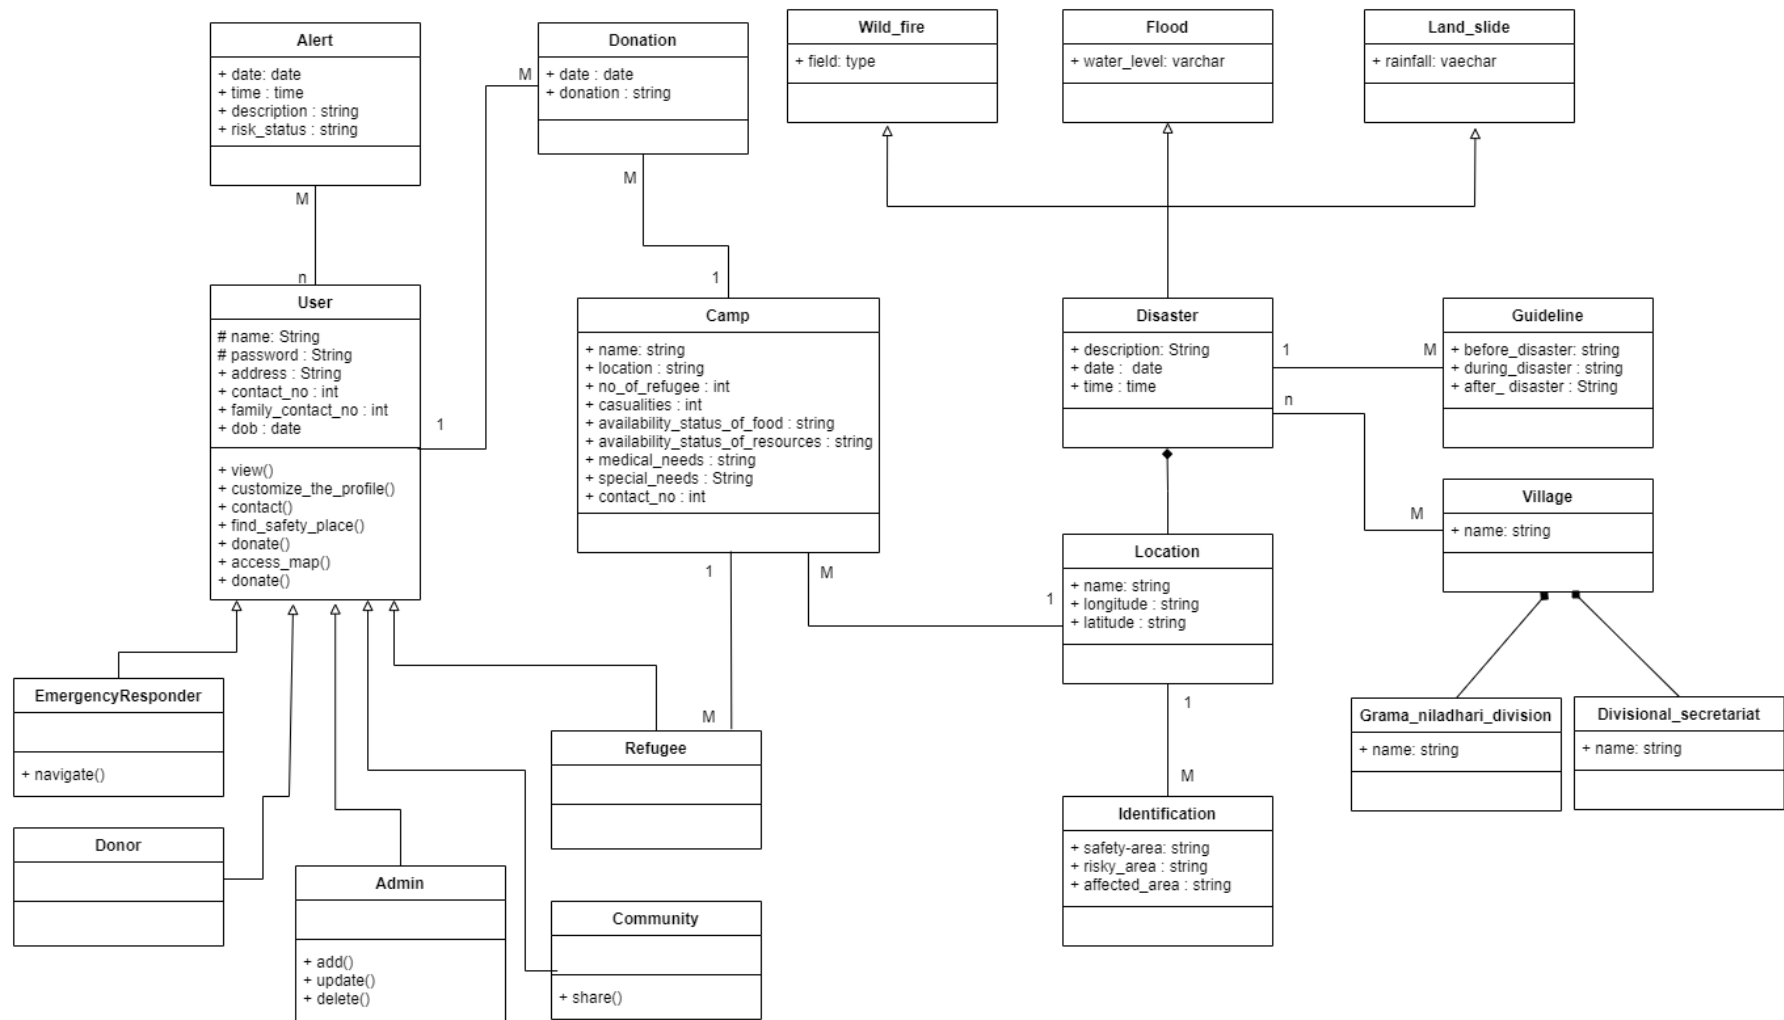 Alert
+ date: date
+ time : time
+ description : string
+ risk_status : string
Donation
+ date : date
+ donation : string
Wild_fire
+ field: type
Flood
+ water_level: varchar
Land_slide
+ rainfall: vaechar
M
M
M
n
1
1
User
# name: String
# password : String
+ address : String
+ contact_no : int
+ family_contact_no : int
+ dob : date
+ view()
+ customize_the_profile()
+ contact()
+ find_safety_place()
+ donate()
+ access_map()
+ donate()
Camp
+ name: string
+ location : string
+ no_of_refugee : int
+ casualities : int
+ availability_status_of_food : string
+ availability_status_of_resources : string
+ medical_needs : string
+ special_needs : String
+ contact_no : int
Disaster
+ description: String
+ date :  date
+ time : time
1
M
n
M
Guideline
+ before_disaster: string
+ during_disaster : string
+ after_ disaster : String
Village
+ name: string
Location
+ name: string
+ longitude : string
+ latitude : string
1
M
1
M
1
M
EmergencyResponder
+ navigate()
Refugee
Grama_niladhari_division
+ name: string
Divisional_secretariat
+ name: string
Donor
Admin
+ add()
+ update()
+ delete()
Community
+ share()
Identification
+ safety-area: string
+ risky_area : string
+ affected_area : string